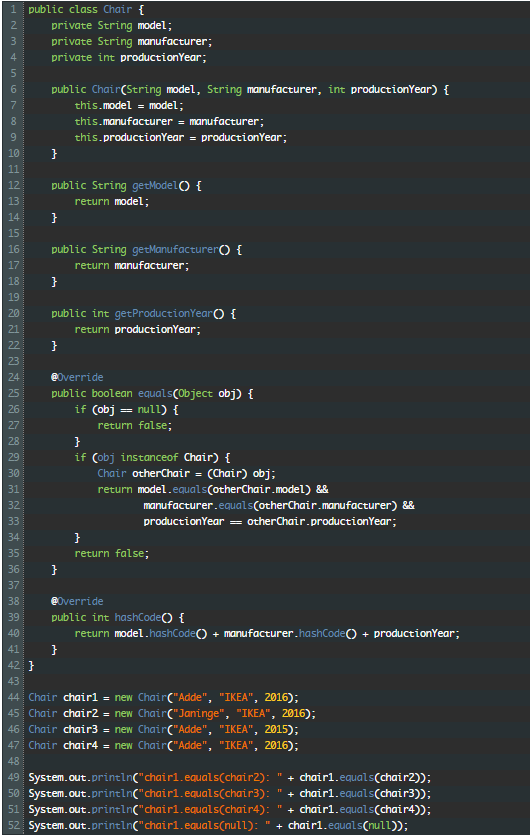 1 public class Chair {
2     private String model;
3     private String manufacturer;
4     private int productionYear;
5
6     public Chair(String model, String manufacturer, int productionYear) {
7         this.model = model;
8         this.manufacturer = manufacturer;
9         this.productionYear = productionYear;
10     }
11
12     public String getModel() {
13         return model;
14     }
15
16     public String getManufacturer() {
17         return manufacturer;
18     }
19
20     public int getProductionYear() {
21         return productionYear;
22     }
23
24     @Override
25     public boolean equals(Object obj) {
26         if (obj == null) {
27             return false;
28         }
29         if (obj instanceof Chair) {
30             Chair otherChair = (Chair) obj;
31             return model.equals(otherChair.model) &&
32                     manufacturer.equals(otherChair.manufacturer) &&
33                     productionYear == otherChair.productionYear;
34         }
35         return false;
36     }
37
38     @Override
39     public int hashCode() {
40         return model.hashCode() + manufacturer.hashCode() + productionYear;
41     }
42 }
43
44 Chair chair1 = new Chair("Adde", "IKEA", 2016);
45 Chair chair2 = new Chair("Janinge", "IKEA", 2016);
46 Chair chair3 = new Chair("Adde", "IKEA", 2015);
47 Chair chair4 = new Chair("Adde", "IKEA", 2016);
48
49 System.out.println("chair1.equals(chair2): " + chair1.equals(chair2));
50 System.out.println("chair1.equals(chair3): " + chair1.equals(chair3));
51 System.out.println("chair1.equals(chair4): " + chair1.equals(chair4));
52 System.out.println("chair1.equals(null): " + chair1.equals(null));